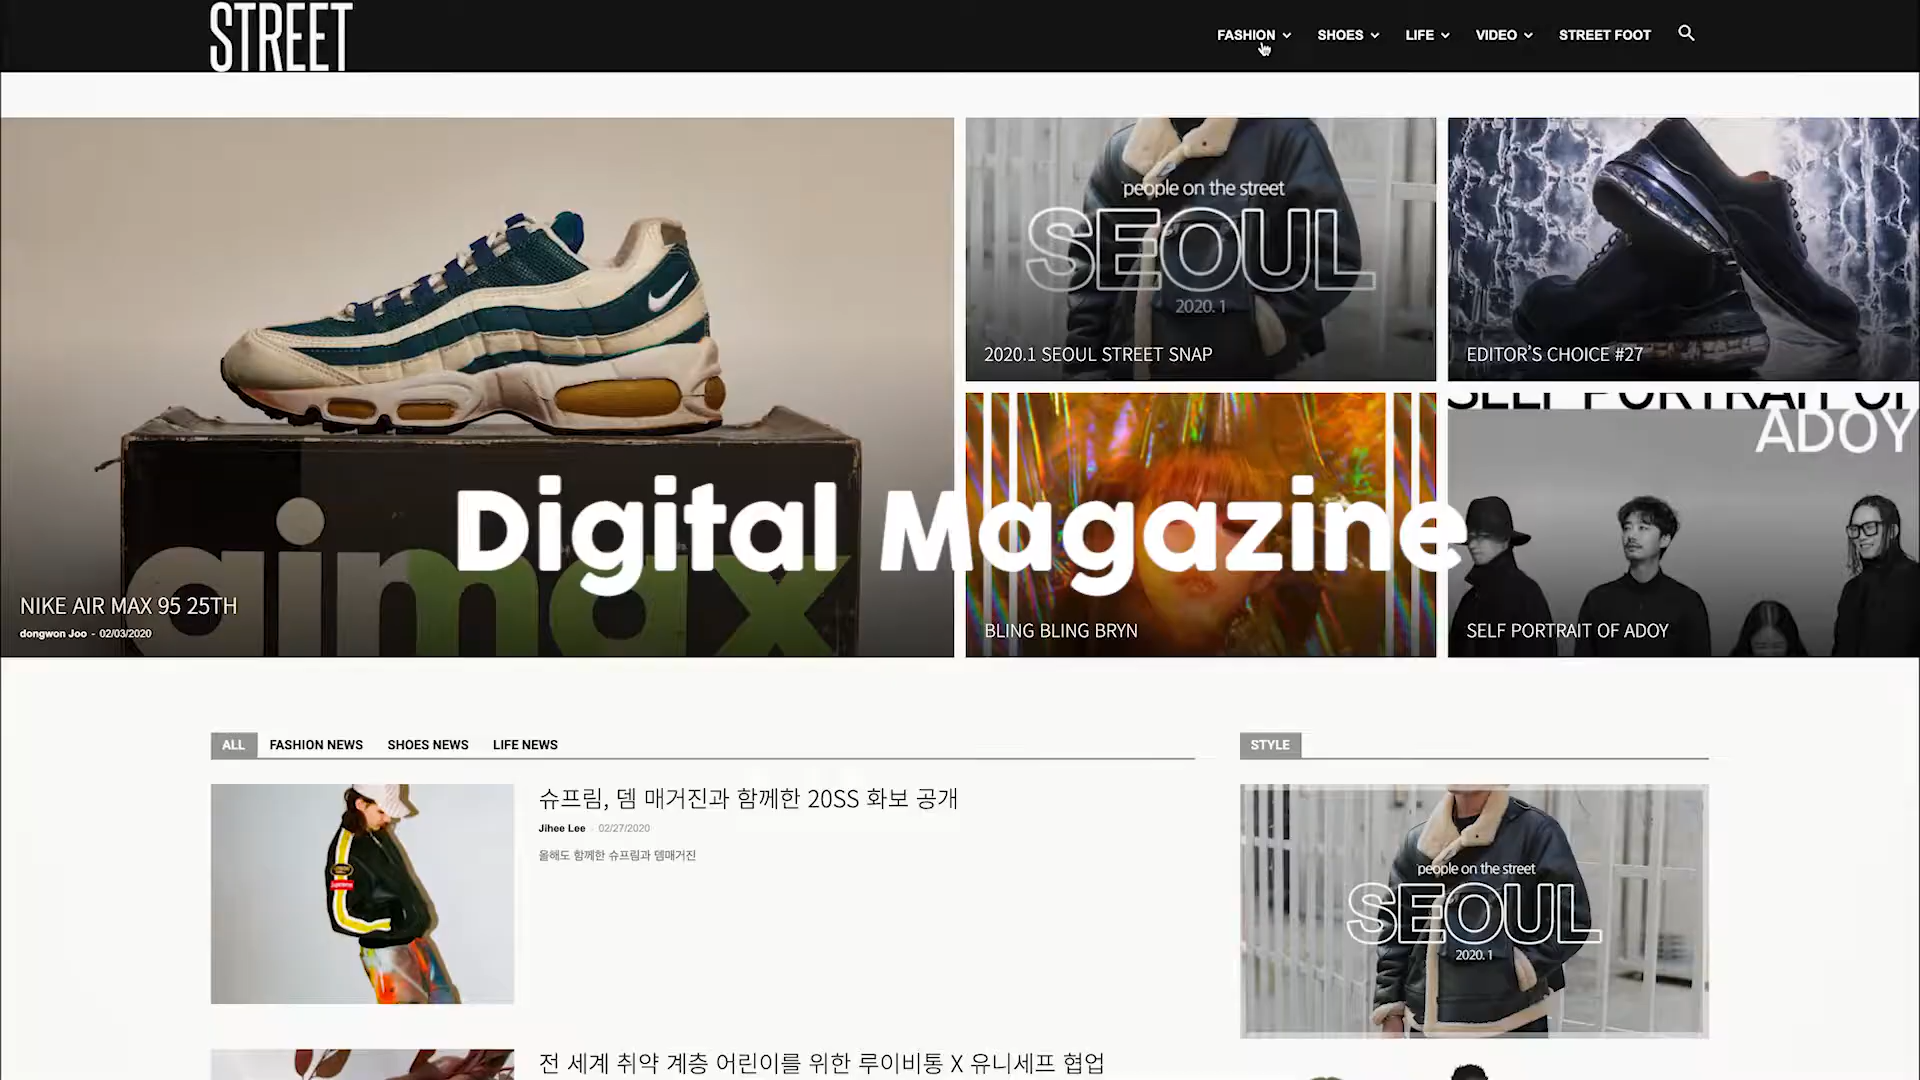 STREET
FASHION
SHOES
LIFE
VIDEO
STREET FOOT
airmax
NIKE AIR MAX 95 25TH
dongwon Joo - 02/03/2020
people on the street
SEOUL
2020. 1
2020.1 SEOUL STREET SNAP
EDITOR'S CHOICE #27
BLING BLING BRYN
SELF PORTRAIT OF
ADOY
SELF PORTRAIT OF ADOY
Digital Magazine
ALL
FASHION NEWS
SHOES NEWS
LIFE NEWS
슈프림, 뎀 매거진과 함께한 20SS 화보 공개
Jihee Lee - 02/27/2020
올해도 함께한 슈프림과 뎀매거진
Supreme
전 세계 취약 계층 어린이를 위한 루이비통 X 유니세프 협업
STYLE
people on the street
SEOUL
2020. 1